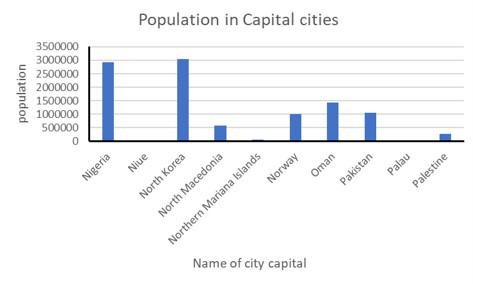 Population in Capital cities
population
3500000
3000000
2500000
2000000
1500000
1000000
500000
0
Nigeria
Niue
North Korea
North Macedonia
Northern Mariana Islands
Norway
Oman
Pakistan
Palau
Palestine
Name of city capital